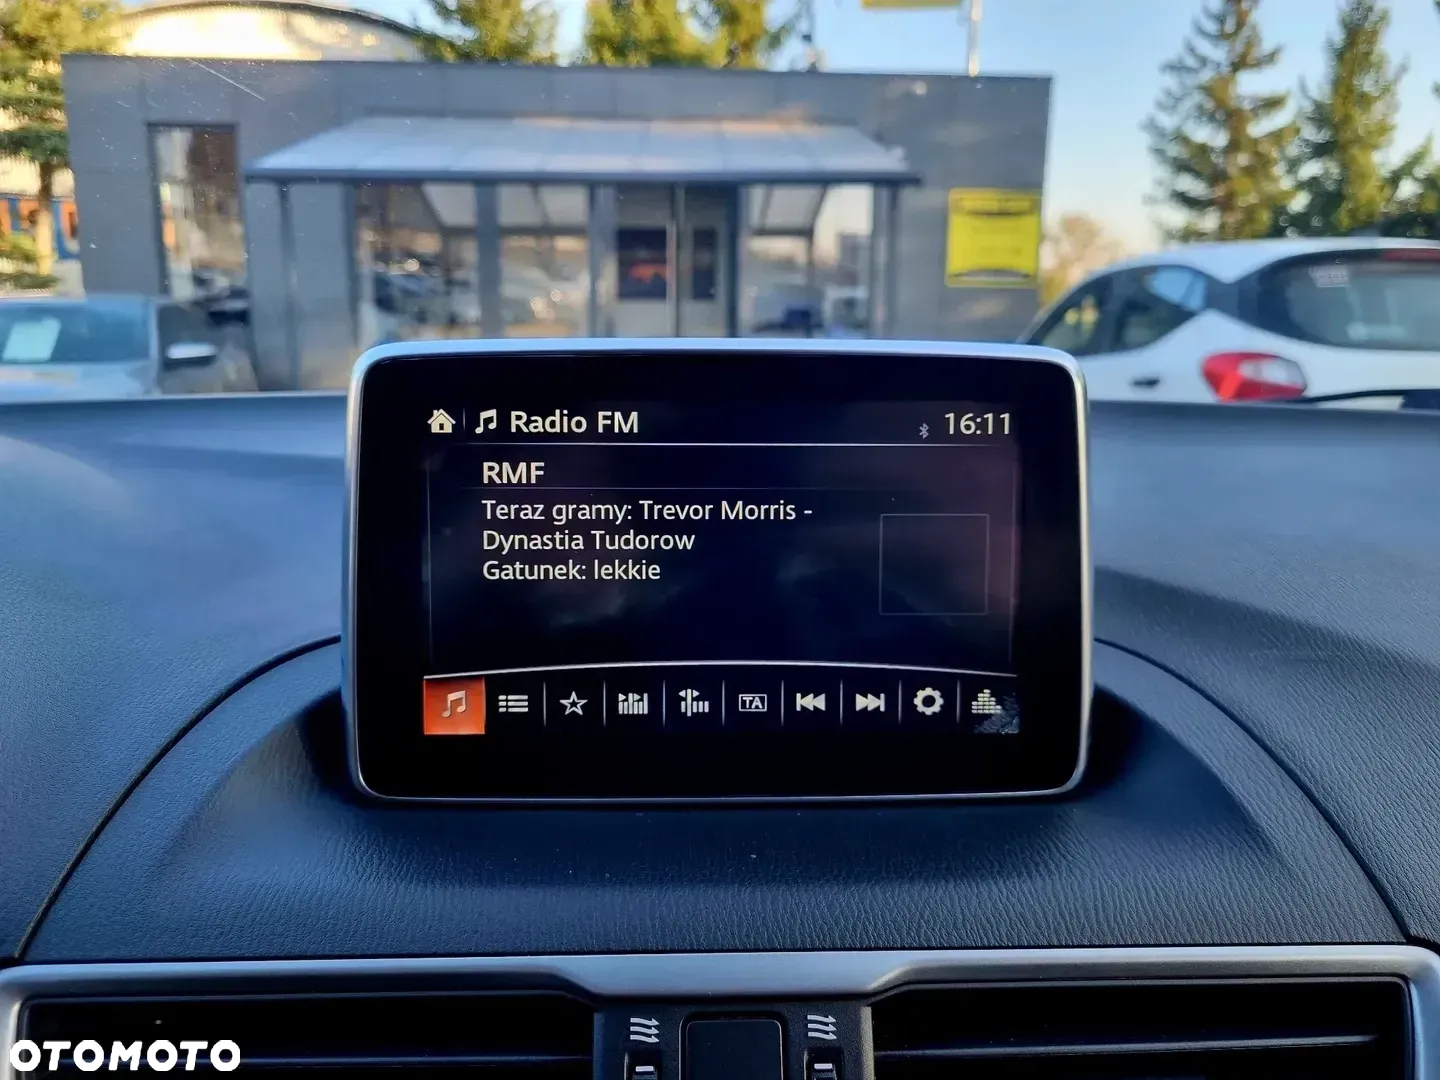 Radio FM
16:11
RMF
Teraz gramy: Trevor Morris -
Dynastia Tudorow
Gatunek: lekkie
TA
OTOMOTO